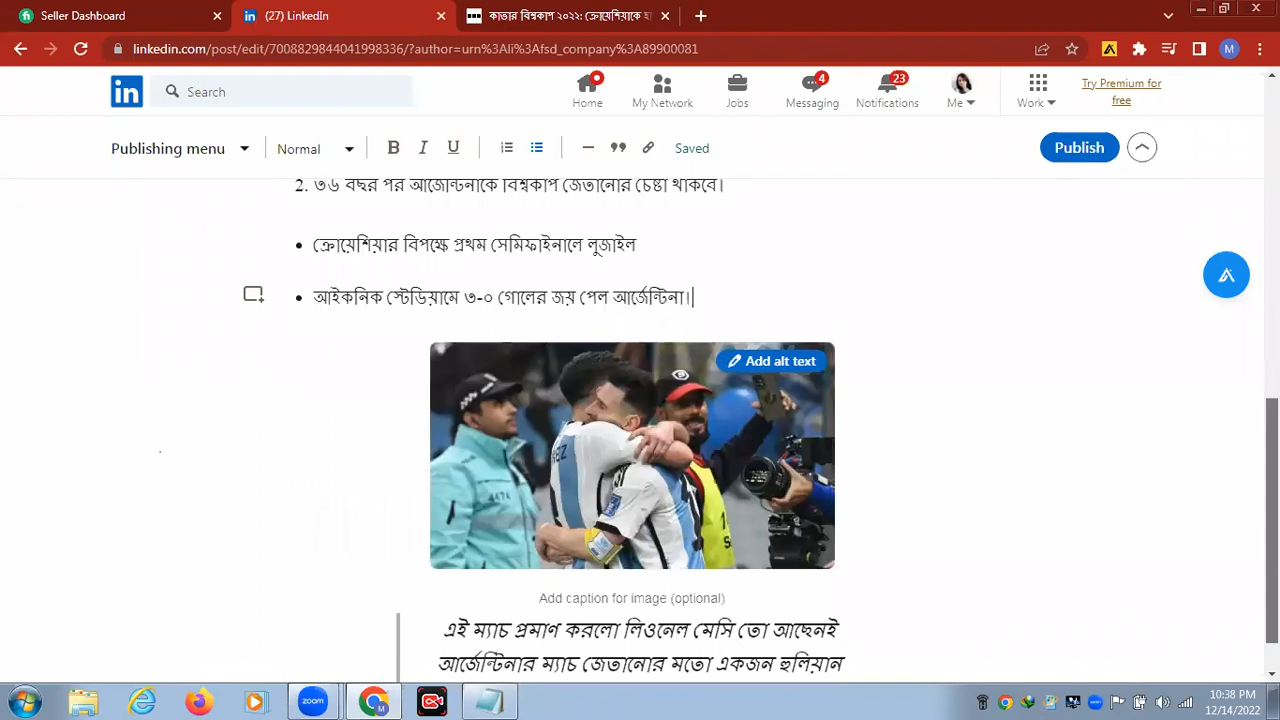 Seller Dashboard
(27) LinkedIn
কাতার বিশ্বকাপ ২০২২: ক্রোয়েশিয়াকে হা
linkedin.com/post/edit/7008829844041998336/?author=urn%3Ali%3Afsd_company%3A89900081
M
in
Search
4
23
Home
My Network
Jobs
Messaging
Notifications
Me
Work
Try Premium for
free
Publishing menu
Normal
B I U
Saved
Publish
2. ৩৬ বছর পর আর্জেন্টিনাকে বিশ্বকাপ জেতানোর চেষ্টা থাকবে।
• ক্রোয়েশিয়ার বিপক্ষে প্রথম সেমিফাইনালে লুজাইল
• আইকনিক স্টেডিয়ামে ৩-০ গোলের জয় পেল আর্জেন্টিনা।
Add alt text
4474
Add caption for image (optional)
এই ম্যাচ প্রমাণ করলো লিওনেল মেসি তো আছেনই
আর্জেন্টিনার ম্যাচ জেতানোর মতো একজন হুলিয়ান
zoom
M
10:38 PM
12/14/2022